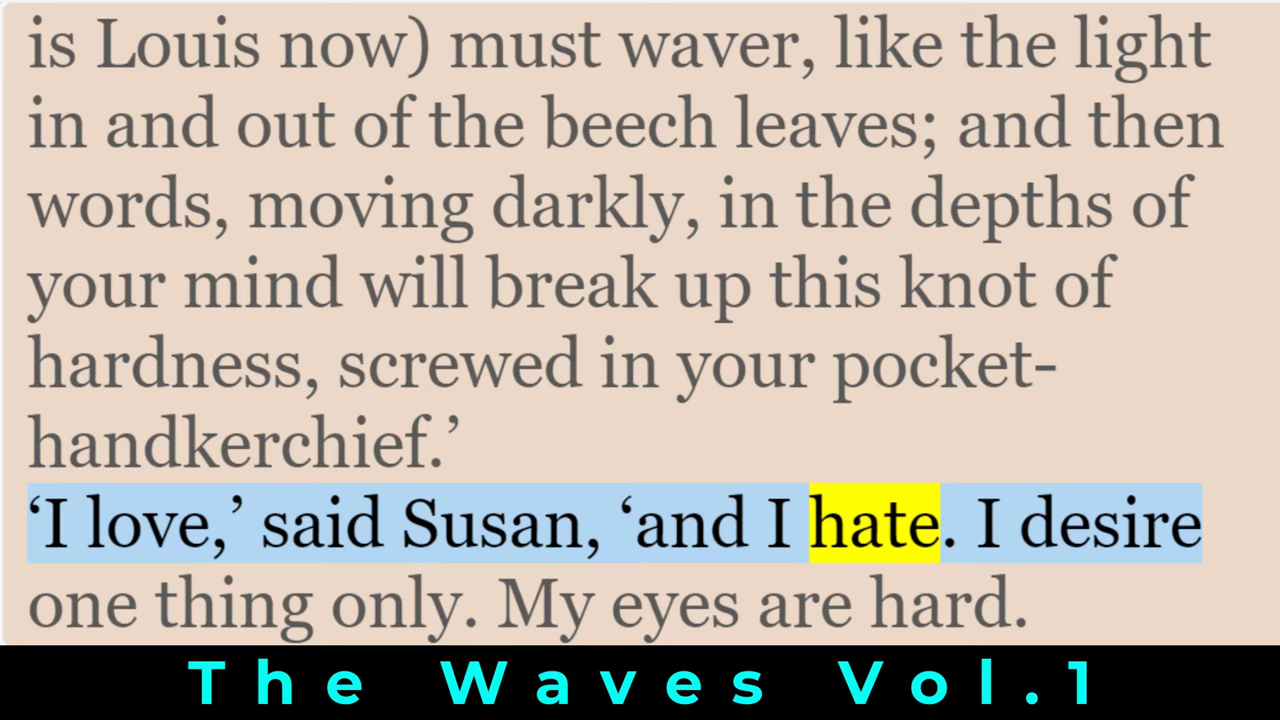 is Louis now) must waver, like the light
in and out of the beech leaves; and then
words, moving darkly, in the depths of
your mind will break up this knot of
hardness, screwed in your pocket-
handkerchief.’
‘I love,’ said Susan, ‘and I hate. I desire
one thing only. My eyes are hard.
The Waves Vol.1